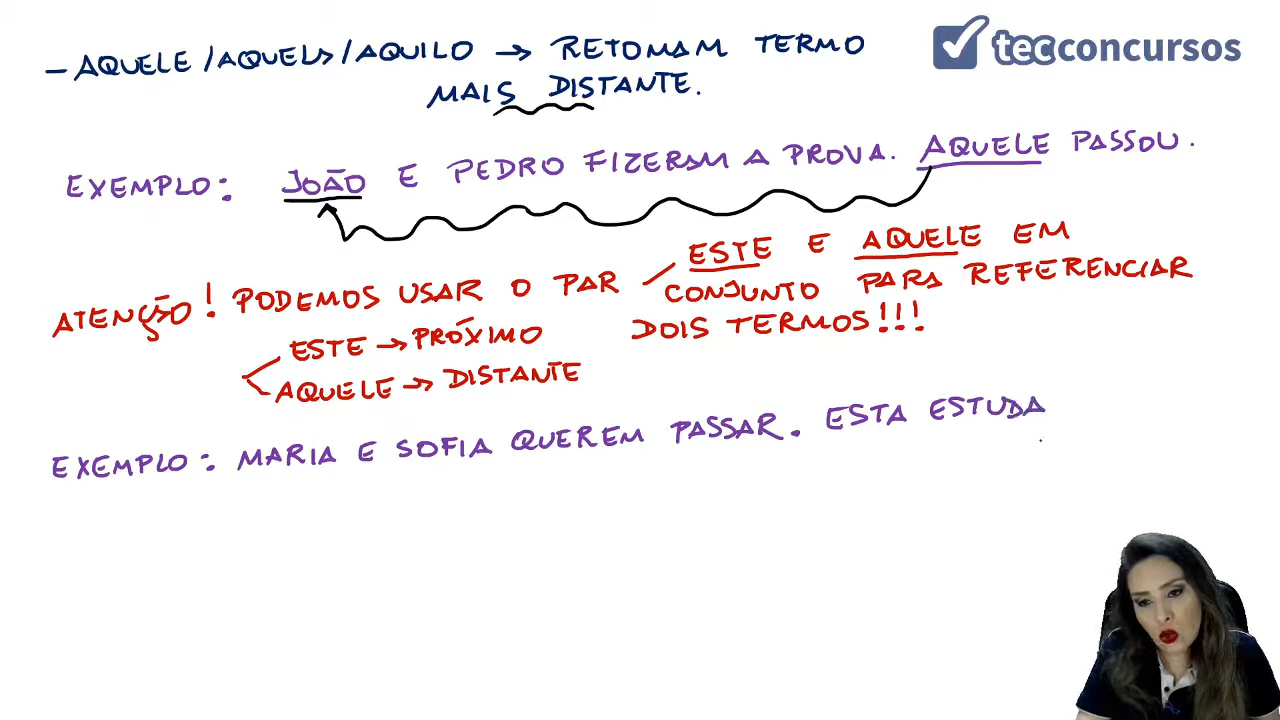 tecconcursos
- AQUELE / AQUELA / AQUILO → RETOMAM TERMO
MAIS DISTANTE.
EXEMPLO: JOÃO E PEDRO FIZERAM A PROVA. AQUELE PASSOU.
ATENÇÃO! PODEMOS USAR O PAR ESTE E AQUELE EM
CONJUNTO PARA REFERENCIAR
DOIS TERMOS!!!
ESTE → PRÓXIMO
AQUELE → DISTANTE
EXEMPLO: MARIA E SOFIA QUEREM PASSAR. ESTA ESTUDA